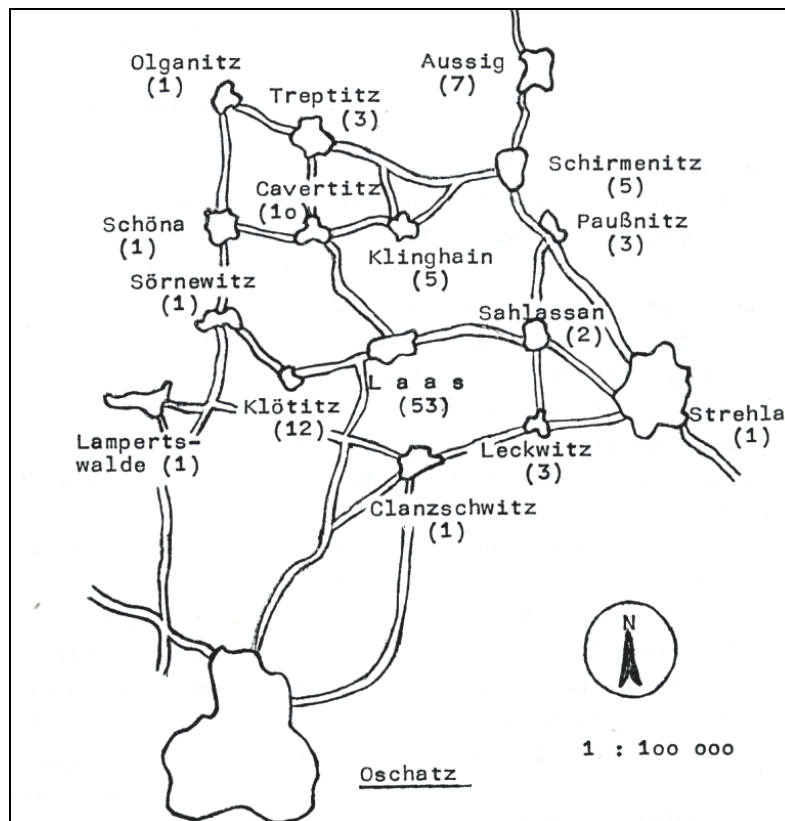 Olganitz
(1)
Treptitz
(3)
Aussig
(7)
Schirmenitz
(5)
Cavertitz
(1o)
Schöna
(1)
Klinghain
(5)
Paußnitz
(3)
Sörnewitz
(1)
Sahlassan
(2)
L a a s
(53)
Klötitz
(12)
Strehla
(1)
Lamperts-
walde (1)
Leckwitz
(3)
Clanzschwitz
(1)
N
1 : 1oo ooo
Oschatz